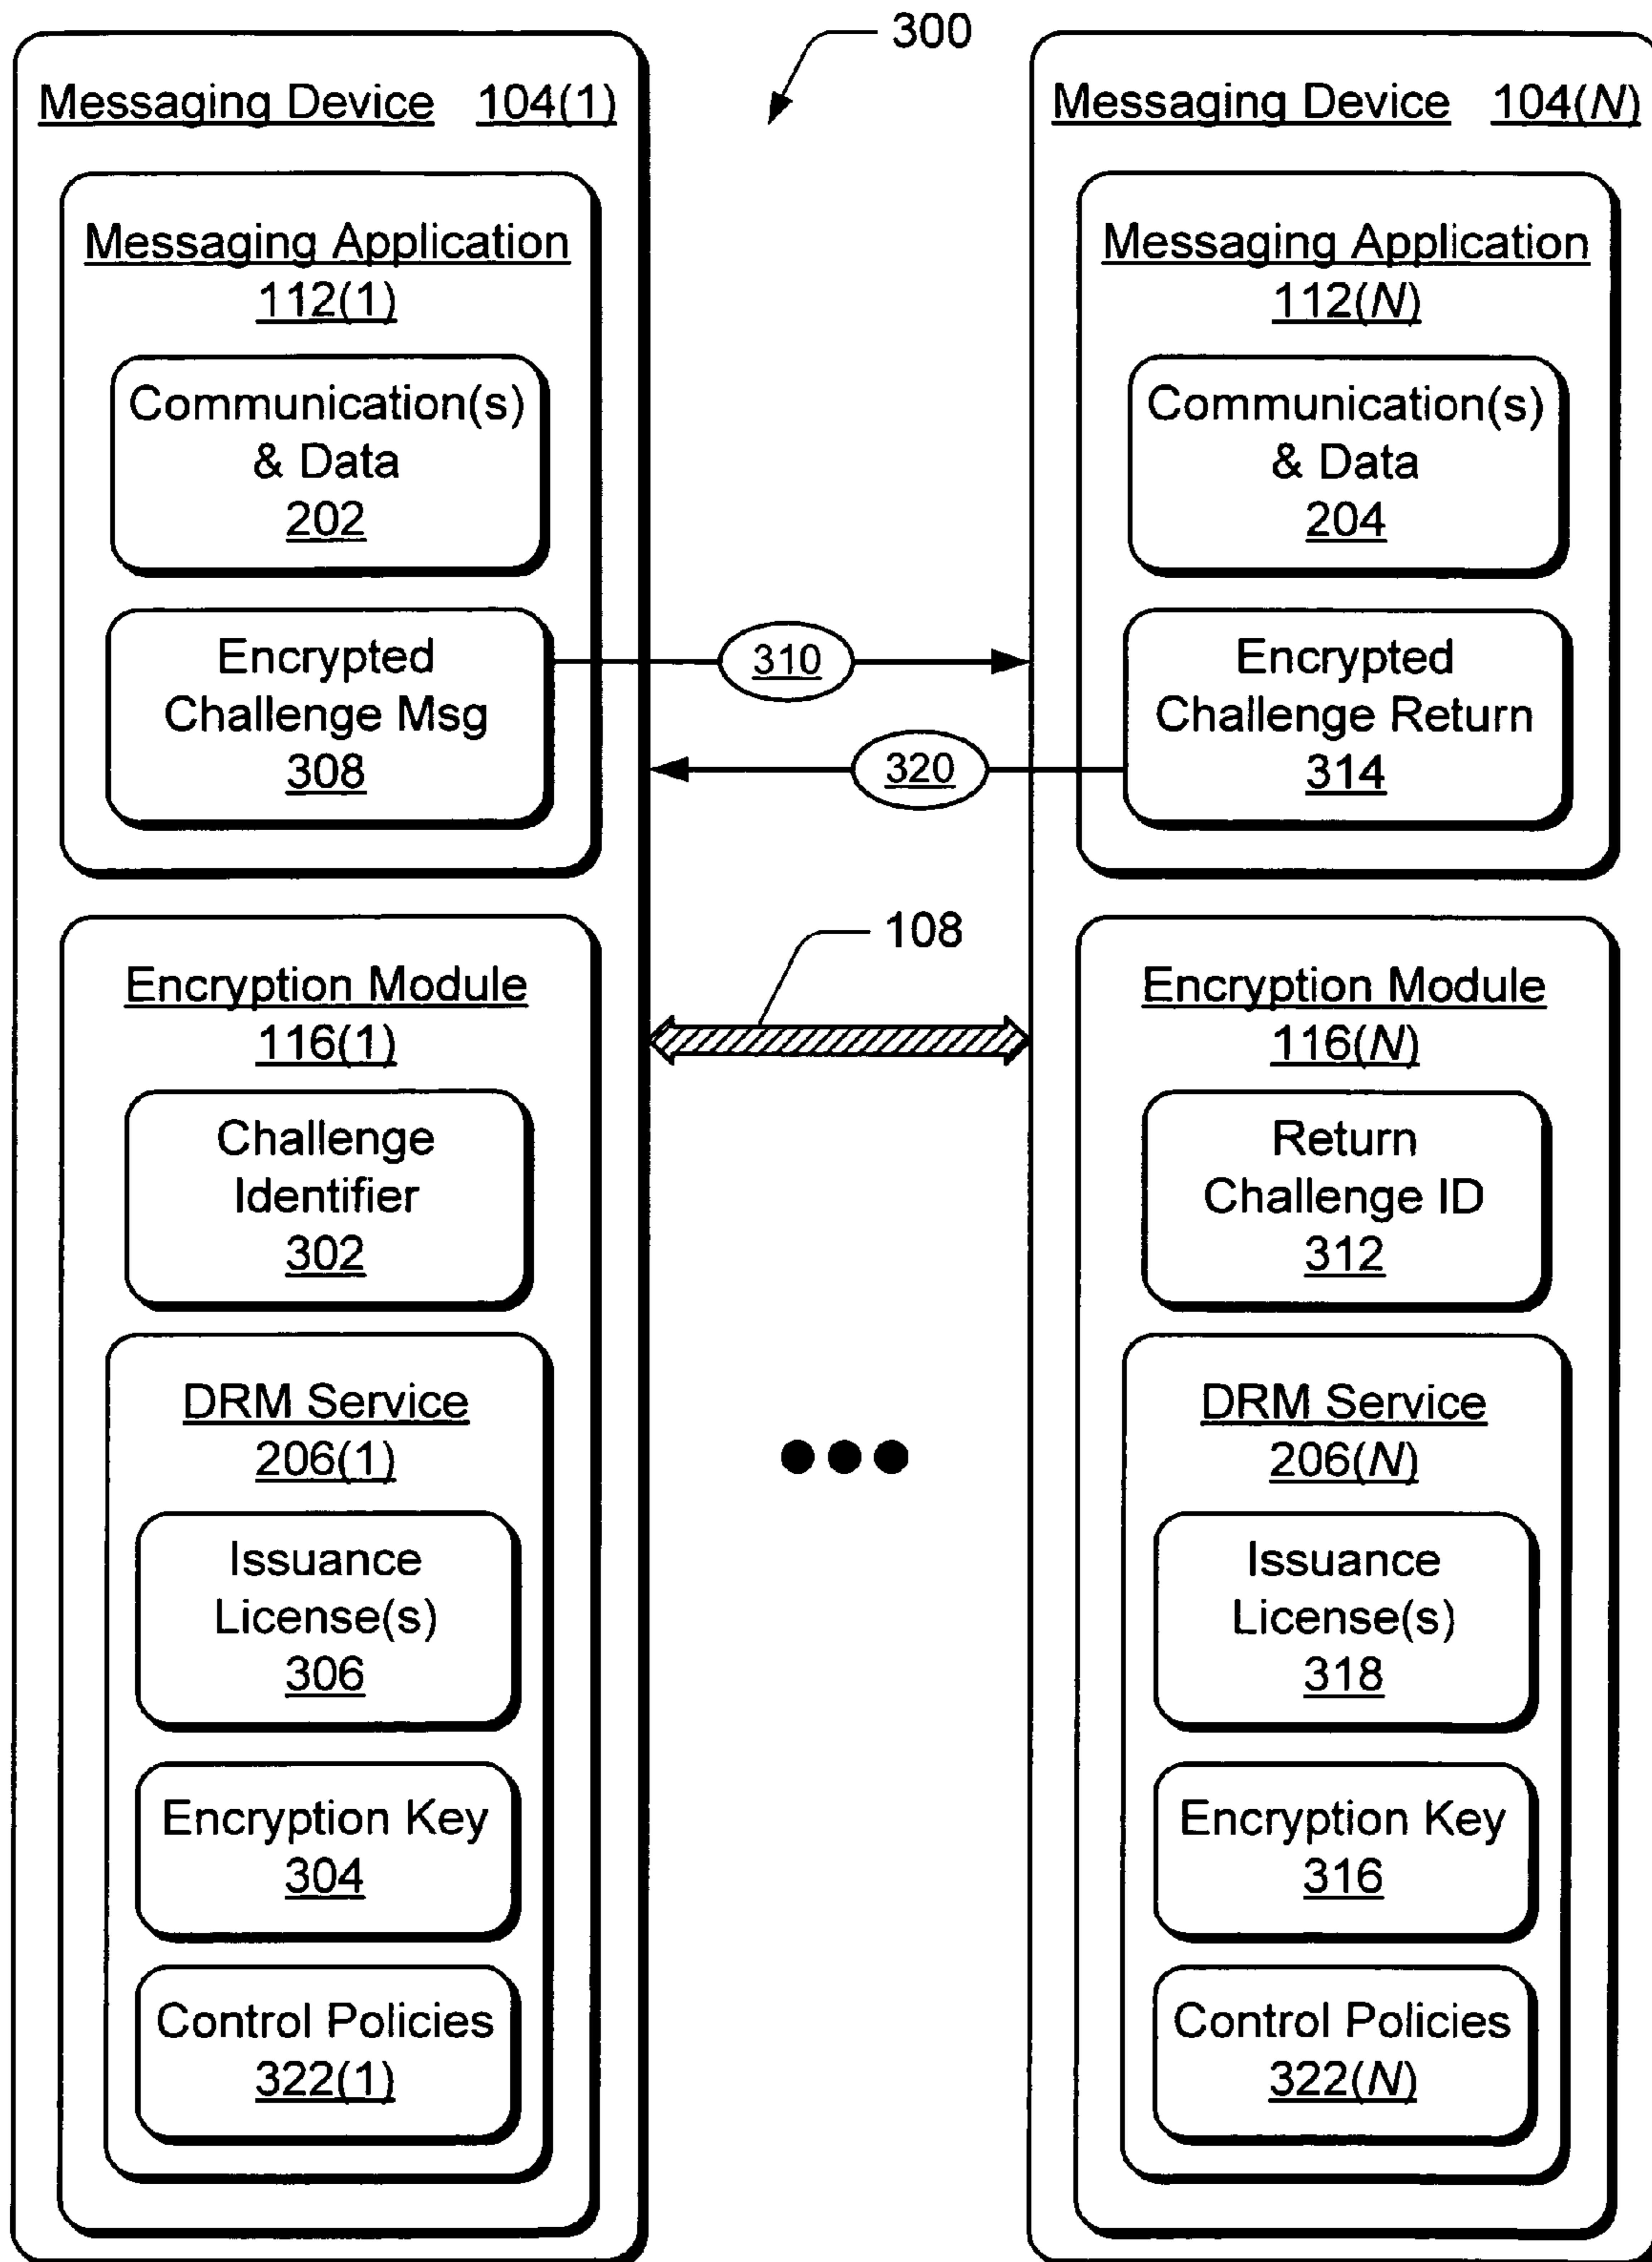 300
Messaging Device 104(1)
Messaging Application
112(1)
Communication(s)
& Data
202
Encrypted
Challenge Msg
308
Encryption Module
116(1)
Challenge
Identifier
302
DRM Service
206(1)
Issuance
License(s)
306
Encryption Key
304
Control Policies
322(1)
310
320
108
Messaging Device 104(N)
Messaging Application
112(N)
Communication(s)
& Data
204
Encrypted
Challenge Return
314
Encryption Module
116(N)
Return
Challenge ID
312
DRM Service
206(N)
Issuance
License(s)
318
Encryption Key
316
Control Policies
322(N)